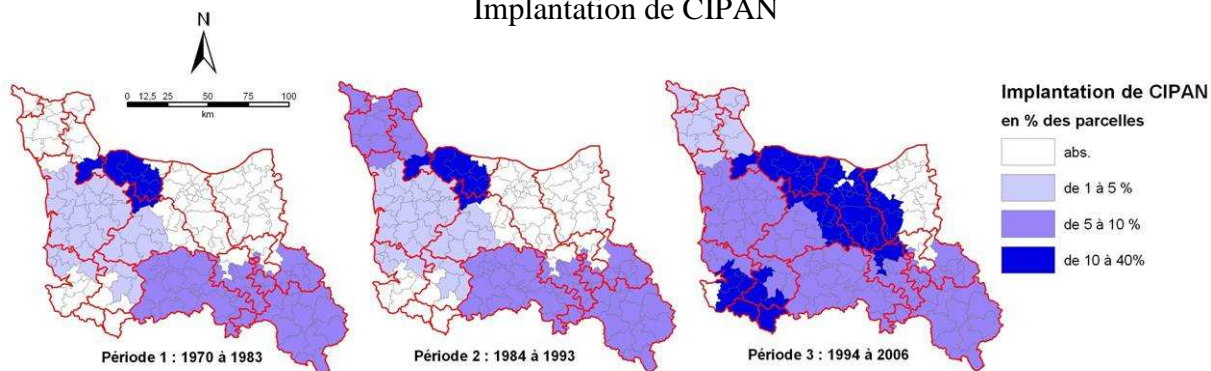 Implantation de CIPAN
N
0 12,5 25 50 75 100
km
Implantation de CIPAN
en % des parcelles
abs.
de 1 à 5 %
de 5 à 10 %
de 10 à 40%
Période 1 : 1970 à 1983
Période 2 : 1984 à 1993
Période 3 : 1994 à 2006